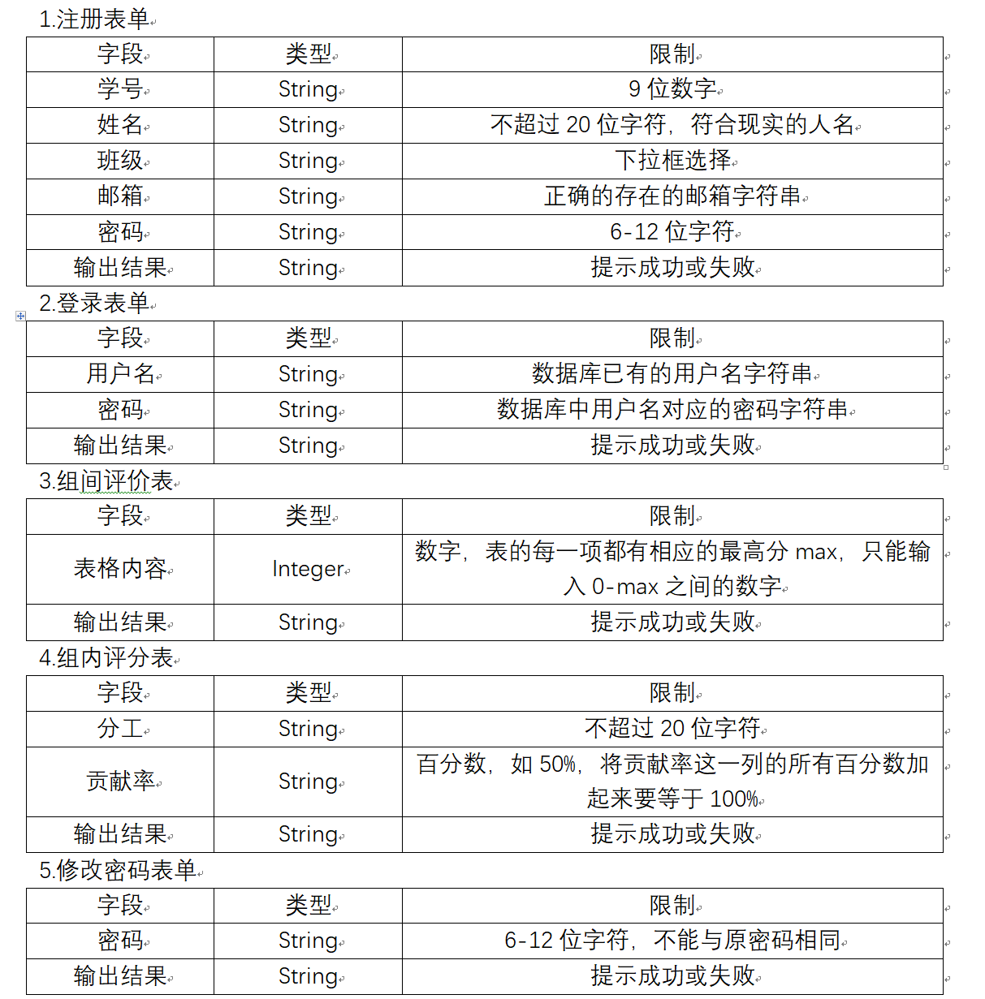 1.注册表单
字段 类型 限制
学号 String 9 位数字
姓名 String 不超过 20 位字符，符合现实的人名
班级 String 下拉框选择
邮箱 String 正确的存在的邮箱字符串
密码 String 6-12 位字符
输出结果 String 提示成功或失败
2.登录表单
字段 类型 限制
用户名 String 数据库已有的用户名字符串
密码 String 数据库中用户名对应的密码字符串
输出结果 String 提示成功或失败
3.组间评价表
字段 类型 限制
表格内容 Integer 数字，表的每一项都有相应的最高分 max，只能输
入 0-max 之间的数字
输出结果 String 提示成功或失败
4.组内评分表
字段 类型 限制
分工 String 不超过 20 位字符
贡献率 String 百分数，如 50%，将贡献率这一列的所有百分数加
起来要等于 100%
输出结果 String 提示成功或失败
5.修改密码表单
字段 类型 限制
密码 String 6-12 位字符，不能与原密码相同
输出结果 String 提示成功或失败